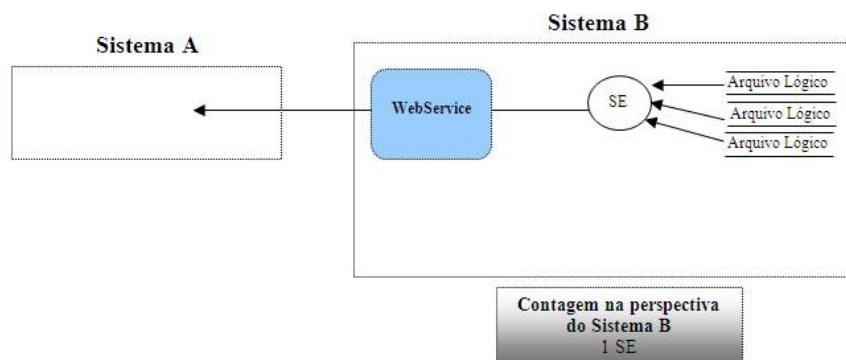 Sistema A
Sistema B
WebService
SE
Arquivo Lógico
Arquivo Lógico
Arquivo Lógico
Contagem na perspectiva
do Sistema B
1 SE